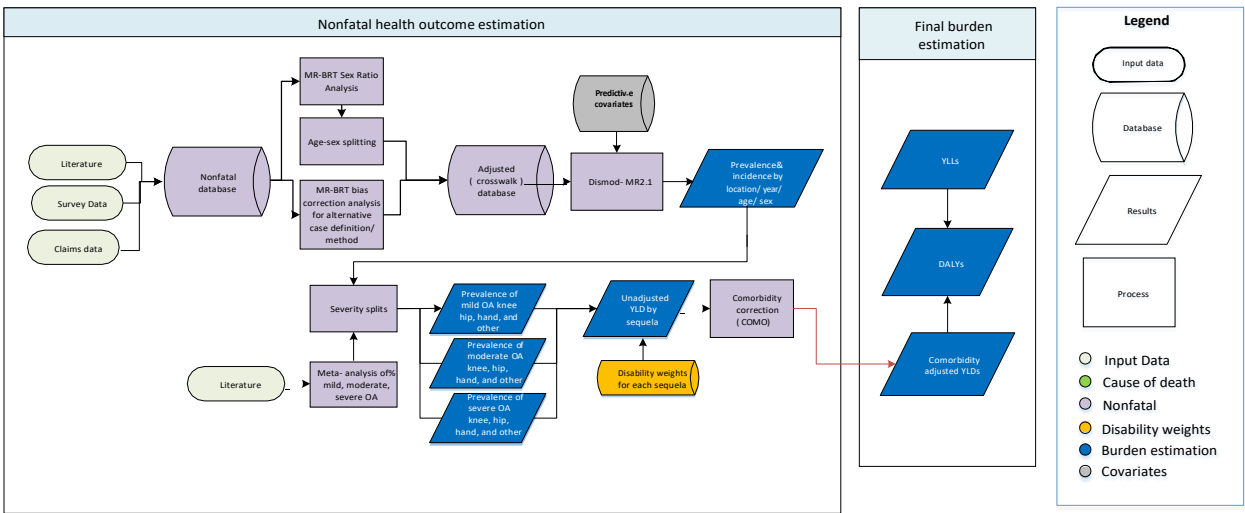 Nonfatal health outcome estimation
Literature
Survey Data
Claims data
Nonfatal
database
MR-BRT Sex Ratio
Analysis
Age-sex splitting
MR-BRT bias
correction analysis
for alternative
case definition/
method
Adjusted
( crosswalk )
database
Predictiv-e
covariates
Dismod- MR2.1
Prevalence&
incidence by
location/ year/
age/ sex
Severity splits
Literature
Meta- analysis of%
mild, moderate,
severe OA
Prevalence of
mild OA knee
hip, hand, and
other
Prevalence of
moderate OA
knee, hip,
hand, and other
Prevalence of
severe OA
knee, hip,
hand, and other
Unadjusted
YLD by
sequela
Disability weights
for each sequela
Comorbidity
correction
( COMO)
Final burden
estimation
YLLs
DALYs
Comorbidity
adjusted YLDs
Legend
Input data
Database
Results
Process
Input Data
Cause of death
Nonfatal
Disability weights
Burden estimation
Covariates